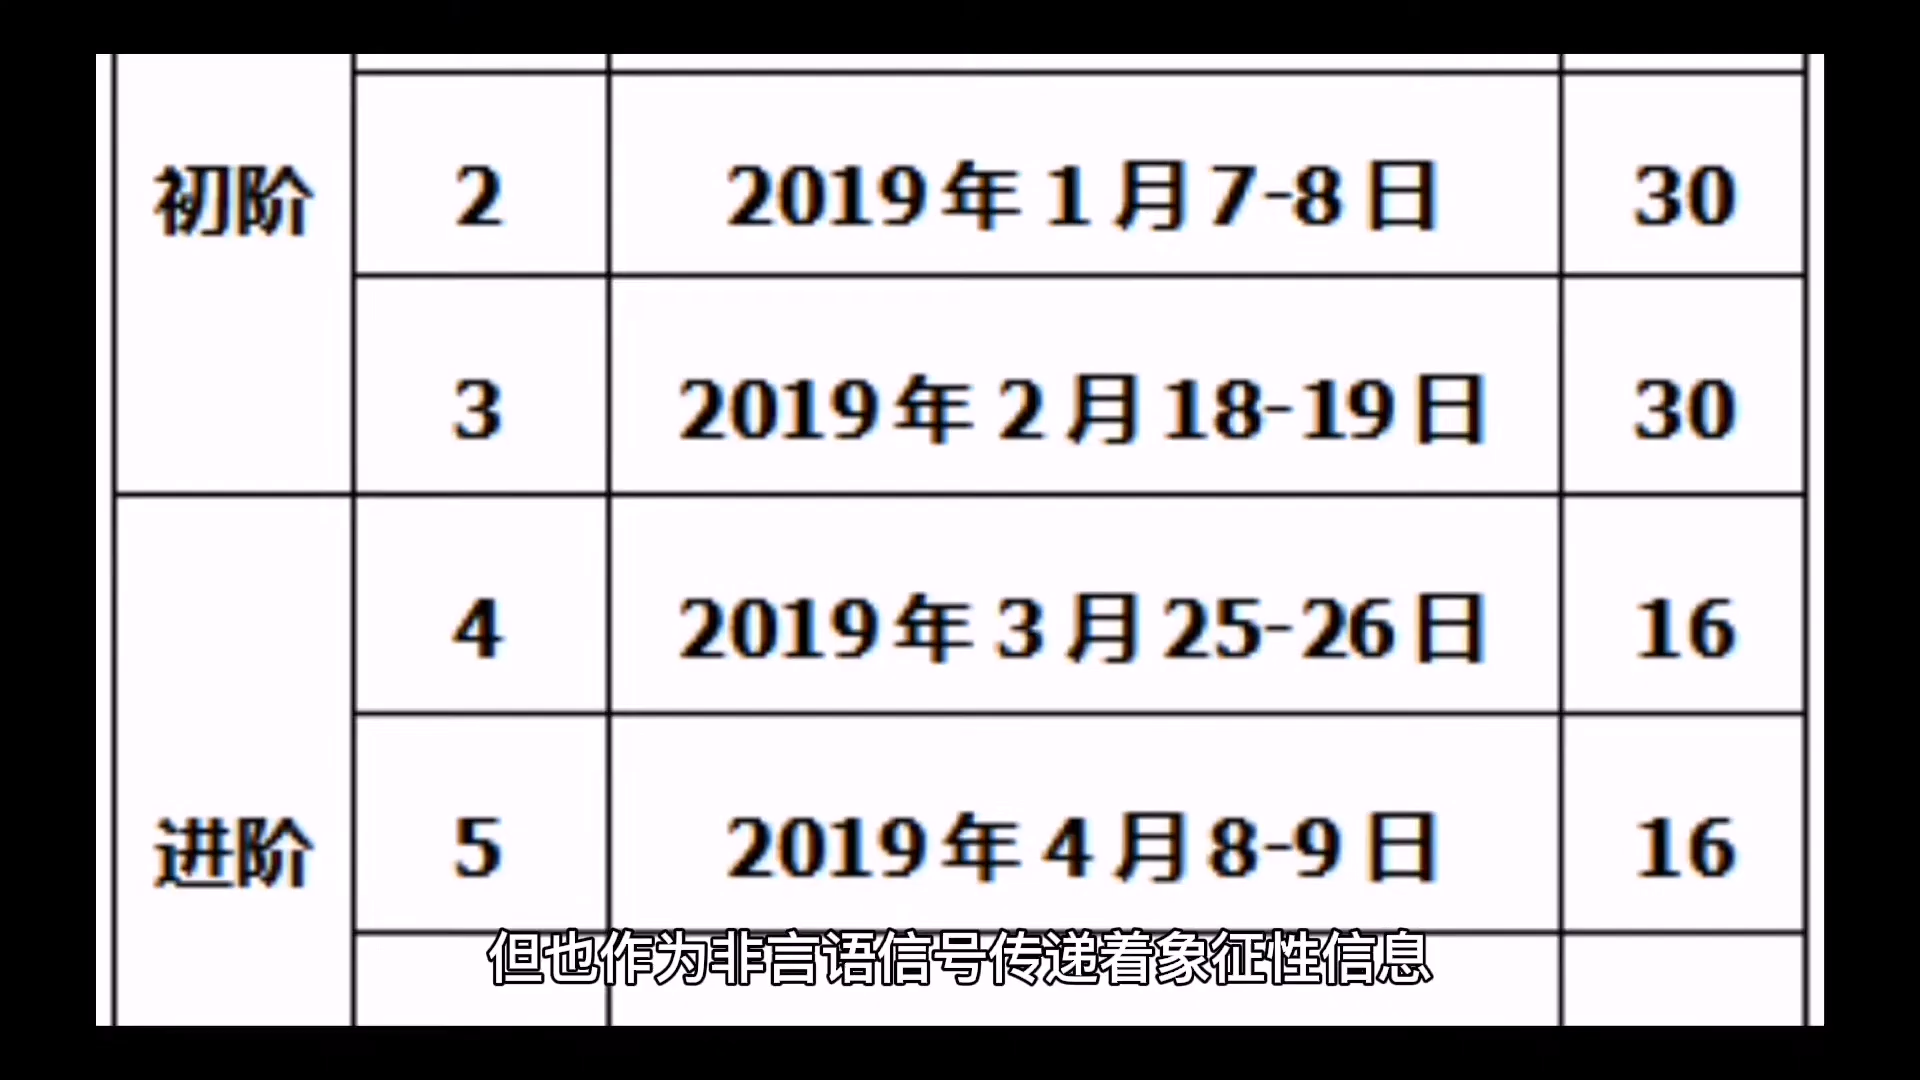 初阶 2 2019年1月7-8日 30
3 2019年2月18-19日 30
4 2019年3月25-26日 16
进阶 5 2019年4月8-9日 16
但也作为非言语信号传递着象征性信息